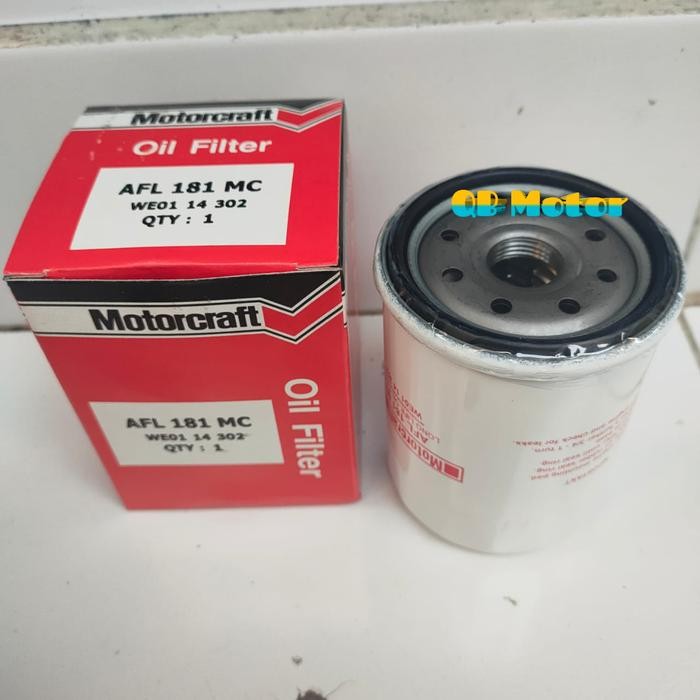 Motorcraft
Oil Filter
AFL 181 MC
WE01 14 302
QTY : 1
Motorcraft
AFL 181 MC
WE01 14 302
QTY : 1
Oil Filter
QB Motor